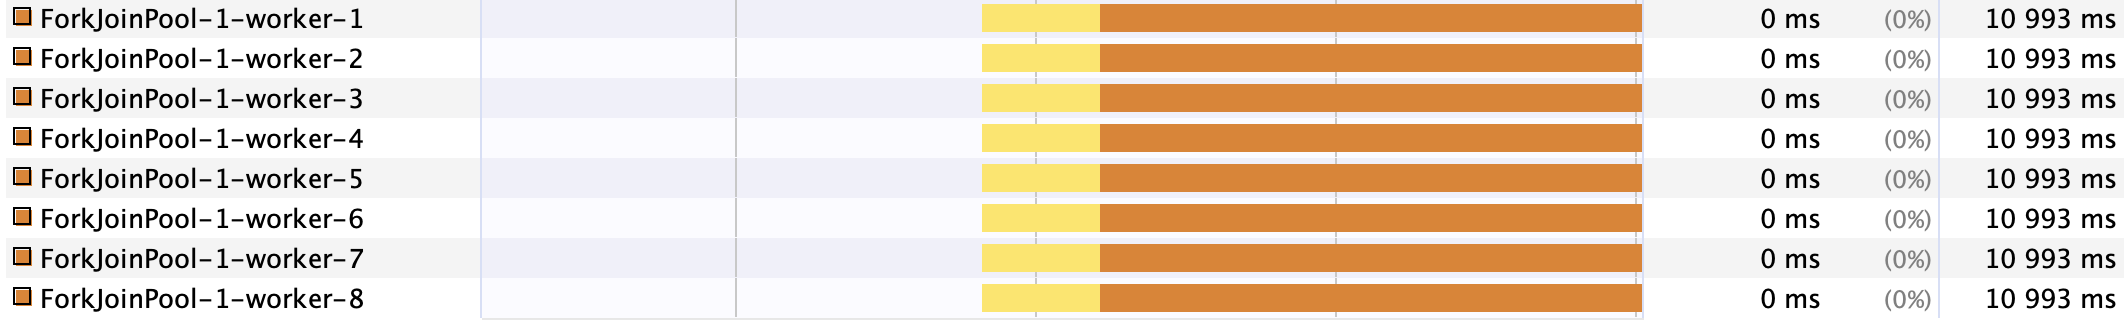 ForkJoinPool-1-worker-1 0 ms (0%) 10 993 ms
ForkJoinPool-1-worker-2 0 ms (0%) 10 993 ms
ForkJoinPool-1-worker-3 0 ms (0%) 10 993 ms
ForkJoinPool-1-worker-4 0 ms (0%) 10 993 ms
ForkJoinPool-1-worker-5 0 ms (0%) 10 993 ms
ForkJoinPool-1-worker-6 0 ms (0%) 10 993 ms
ForkJoinPool-1-worker-7 0 ms (0%) 10 993 ms
ForkJoinPool-1-worker-8 0 ms (0%) 10 993 ms